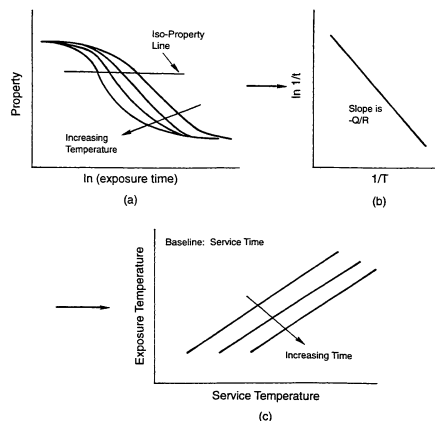 Iso-Property
Line
Property
Increasing
Temperature
ln (exposure time)
(a)
ln 1/t
Slope is
-Q/R
1/T
(b)
Baseline: Service Time
Exposure Temperature
Increasing Time
Service Temperature
(c)